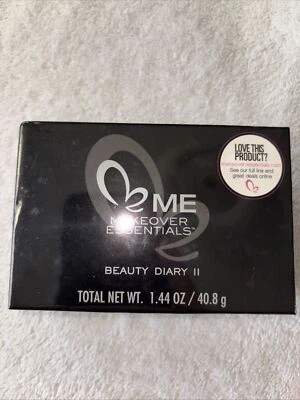 LOVE THIS
PRODUCT?
See our full line and
great deals online
ME
MAKEOVER
ESSENTIALS™
BEAUTY DIARY II
TOTAL NET WT. 1.44 OZ / 40.8 g